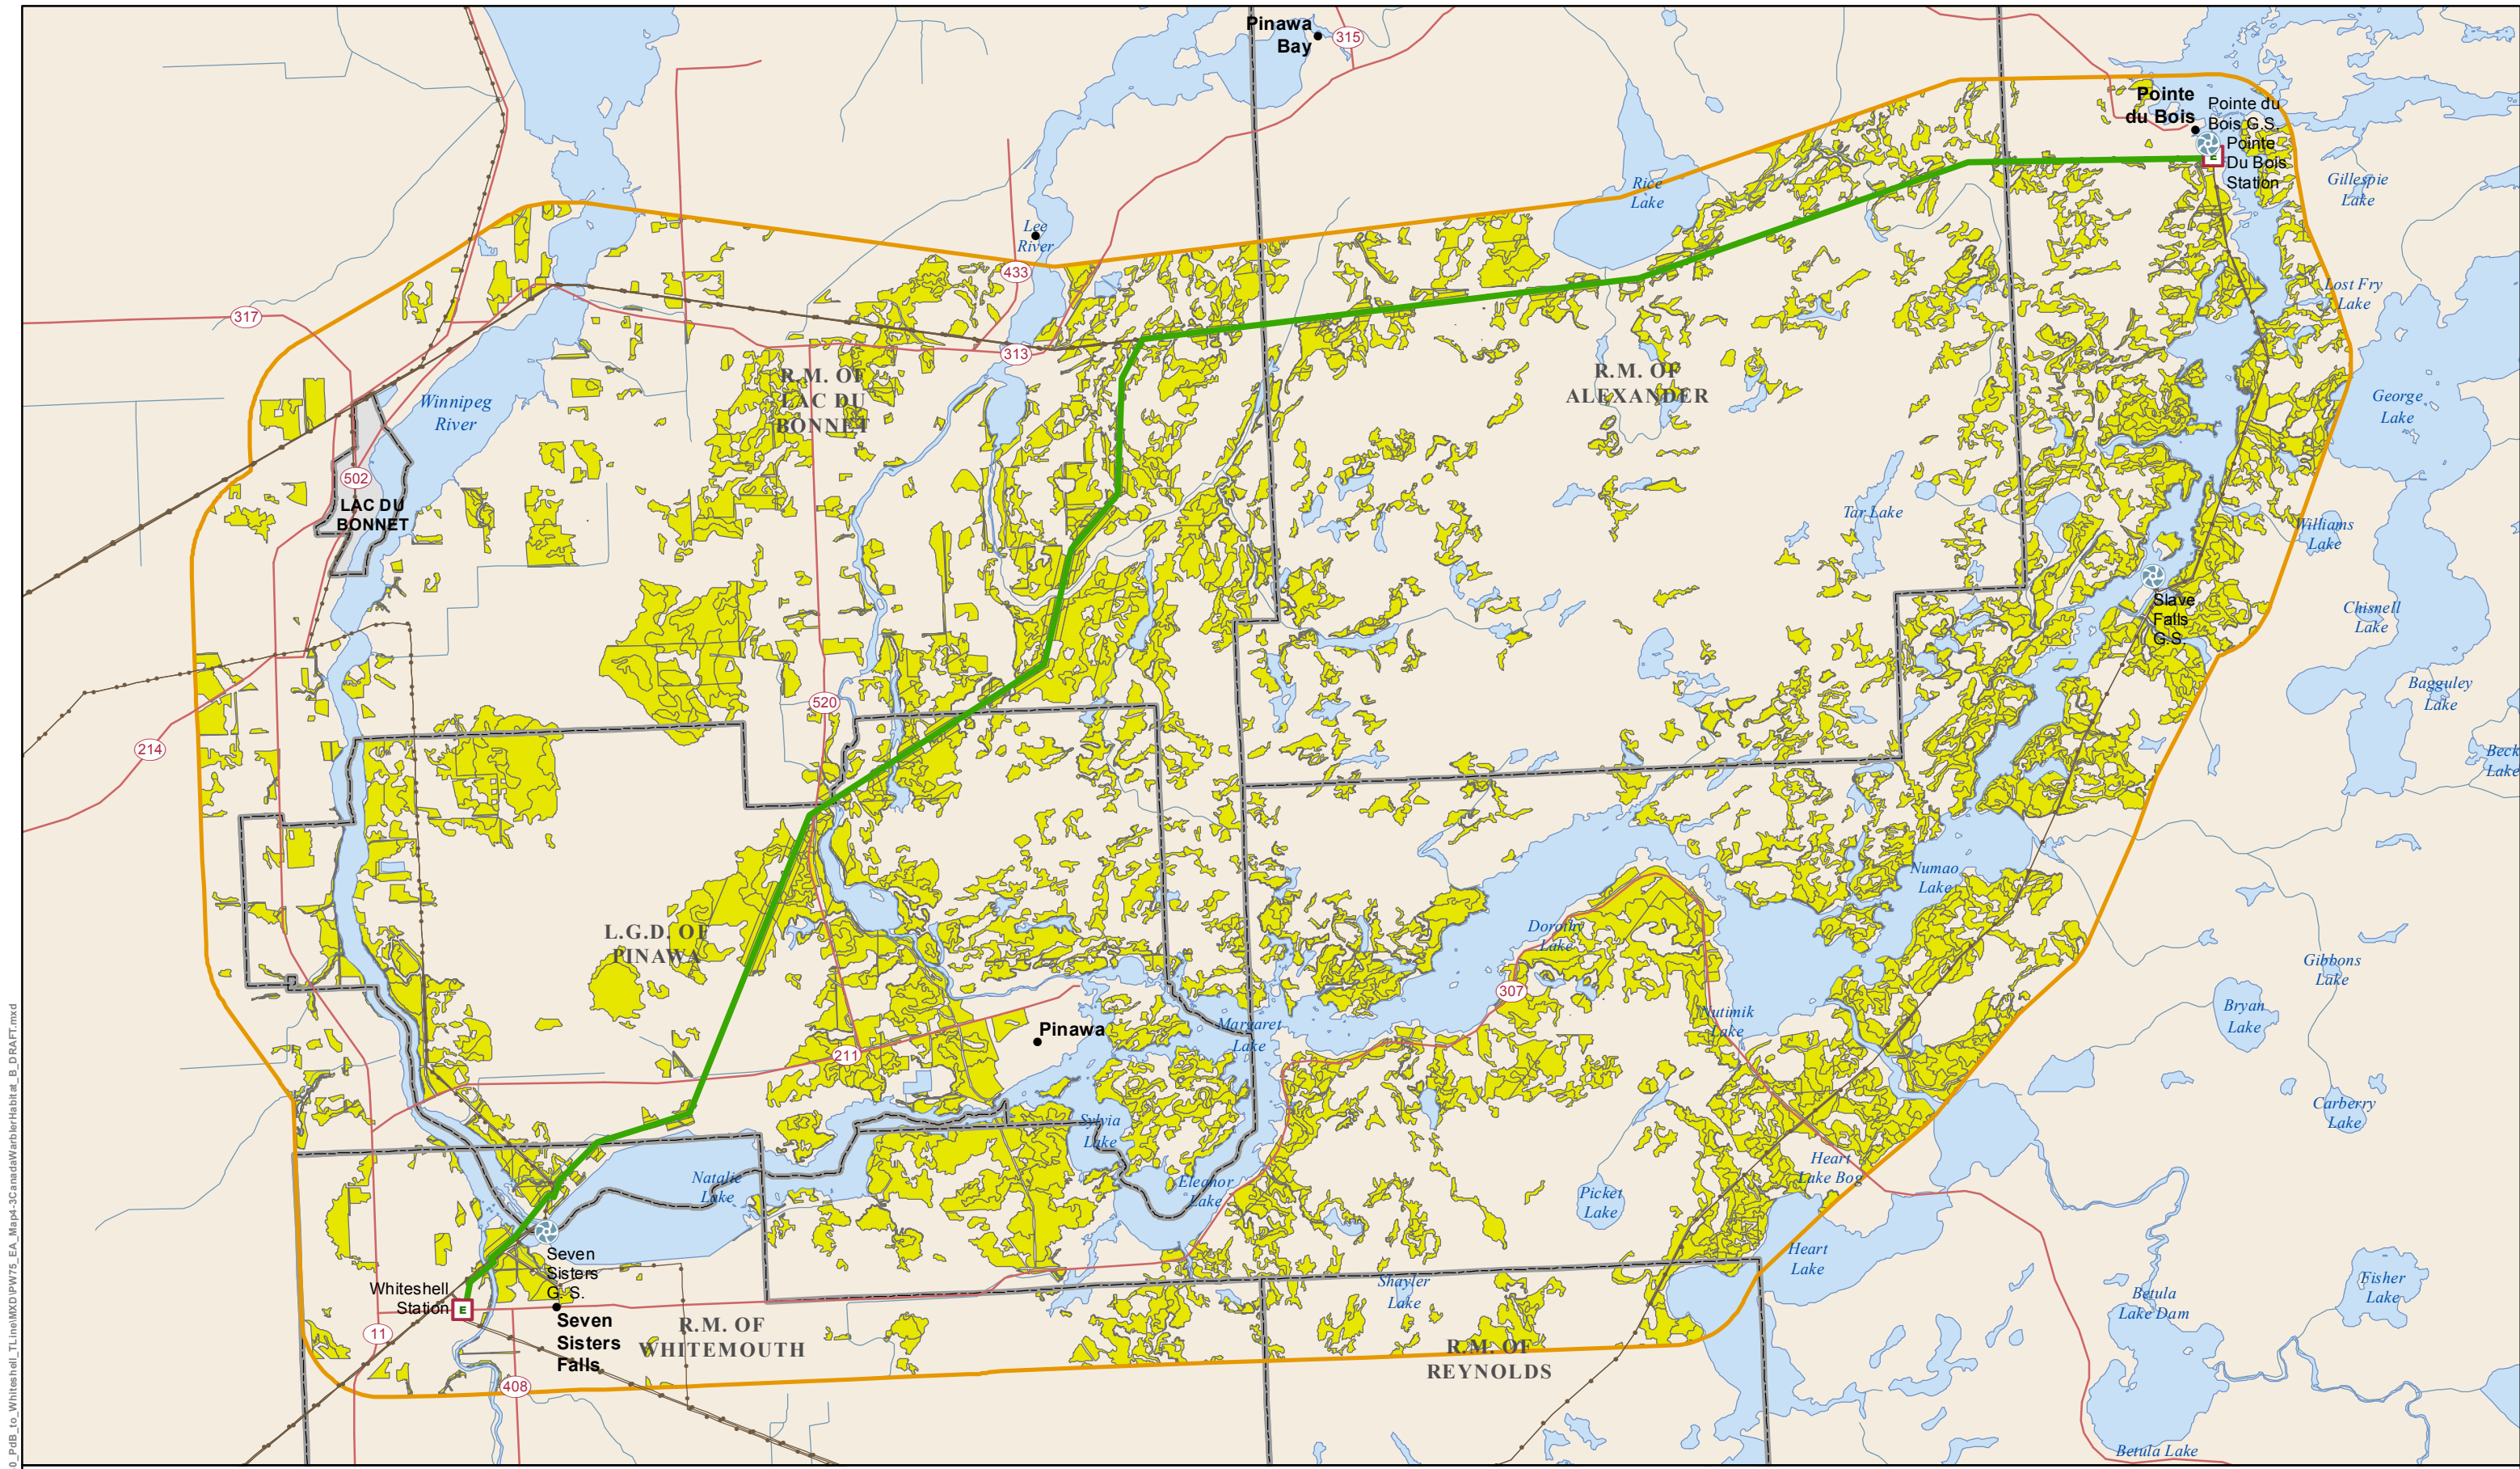 Pinawa
Bay
315
Pointe
du Bois
Pointe du
Bois G.S.
Pointe
Du Bois
Station
Rice
Lake
Gillespie
Lake
Lee
River
433
Lost Fry
Lake
317
313
R.M. OF
LAC DU
BONNET
R.M. OF
ALEXANDER
Winnipeg
River
George
Lake
502
LAC DU
BONNET
Tar Lake
Williams
Lake
Slave
Falls
G.S.
Chisnell
Lake
Bagguley
Lake
520
214
Beck
Lake
Numao
Lake
L.G.D. OF
PINAWA
Dorothy
Lake
307
Gibbons
Lake
Bryan
Lake
Nutimik
Lake
Pinawa
Margaret
Lake
211
Sylvia
Lake
Carberry
Lake
Natalie
Lake
Eleanor
Lake
Heart
Lake Bog
Picket
Lake
Seven
Sisters
G.S.
Heart
Lake
Whiteshell
Station
E
Shayler
Lake
Fisher
Lake
Betula
Lake Dam
11
Seven
Sisters
Falls
R.M. OF
WHITEMOUTH
R.M. OF
REYNOLDS
408
Betula Lake
0_PdB_to_Whiteshell_TLine\MXD\PW75_EA_Map4-3CanadaWarblerHabitat_B_DRAFT.mxd